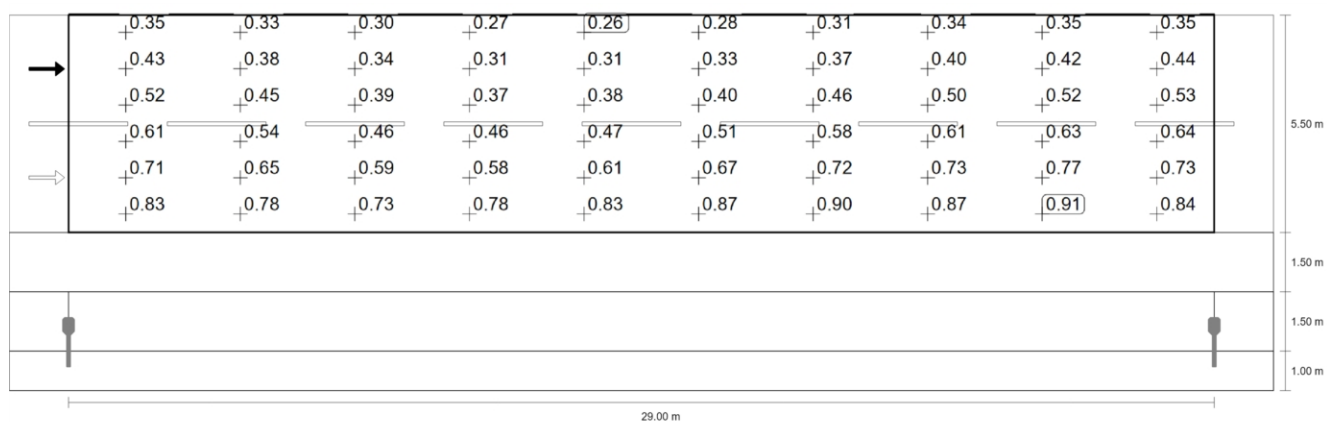 0.35 0.33 0.30 0.27 0.26 0.28 0.31 0.34 0.35 0.35
0.43 0.38 0.34 0.31 0.31 0.33 0.37 0.40 0.42 0.44
0.52 0.45 0.39 0.37 0.38 0.40 0.46 0.50 0.52 0.53
5.50 m
0.61 0.54 0.46 0.46 0.47 0.51 0.58 0.61 0.63 0.64
0.71 0.65 0.59 0.58 0.61 0.67 0.72 0.73 0.77 0.73
0.83 0.78 0.73 0.78 0.83 0.87 0.90 0.87 0.91 0.84
1.50 m
1.50 m
1.00 m
29.00 m